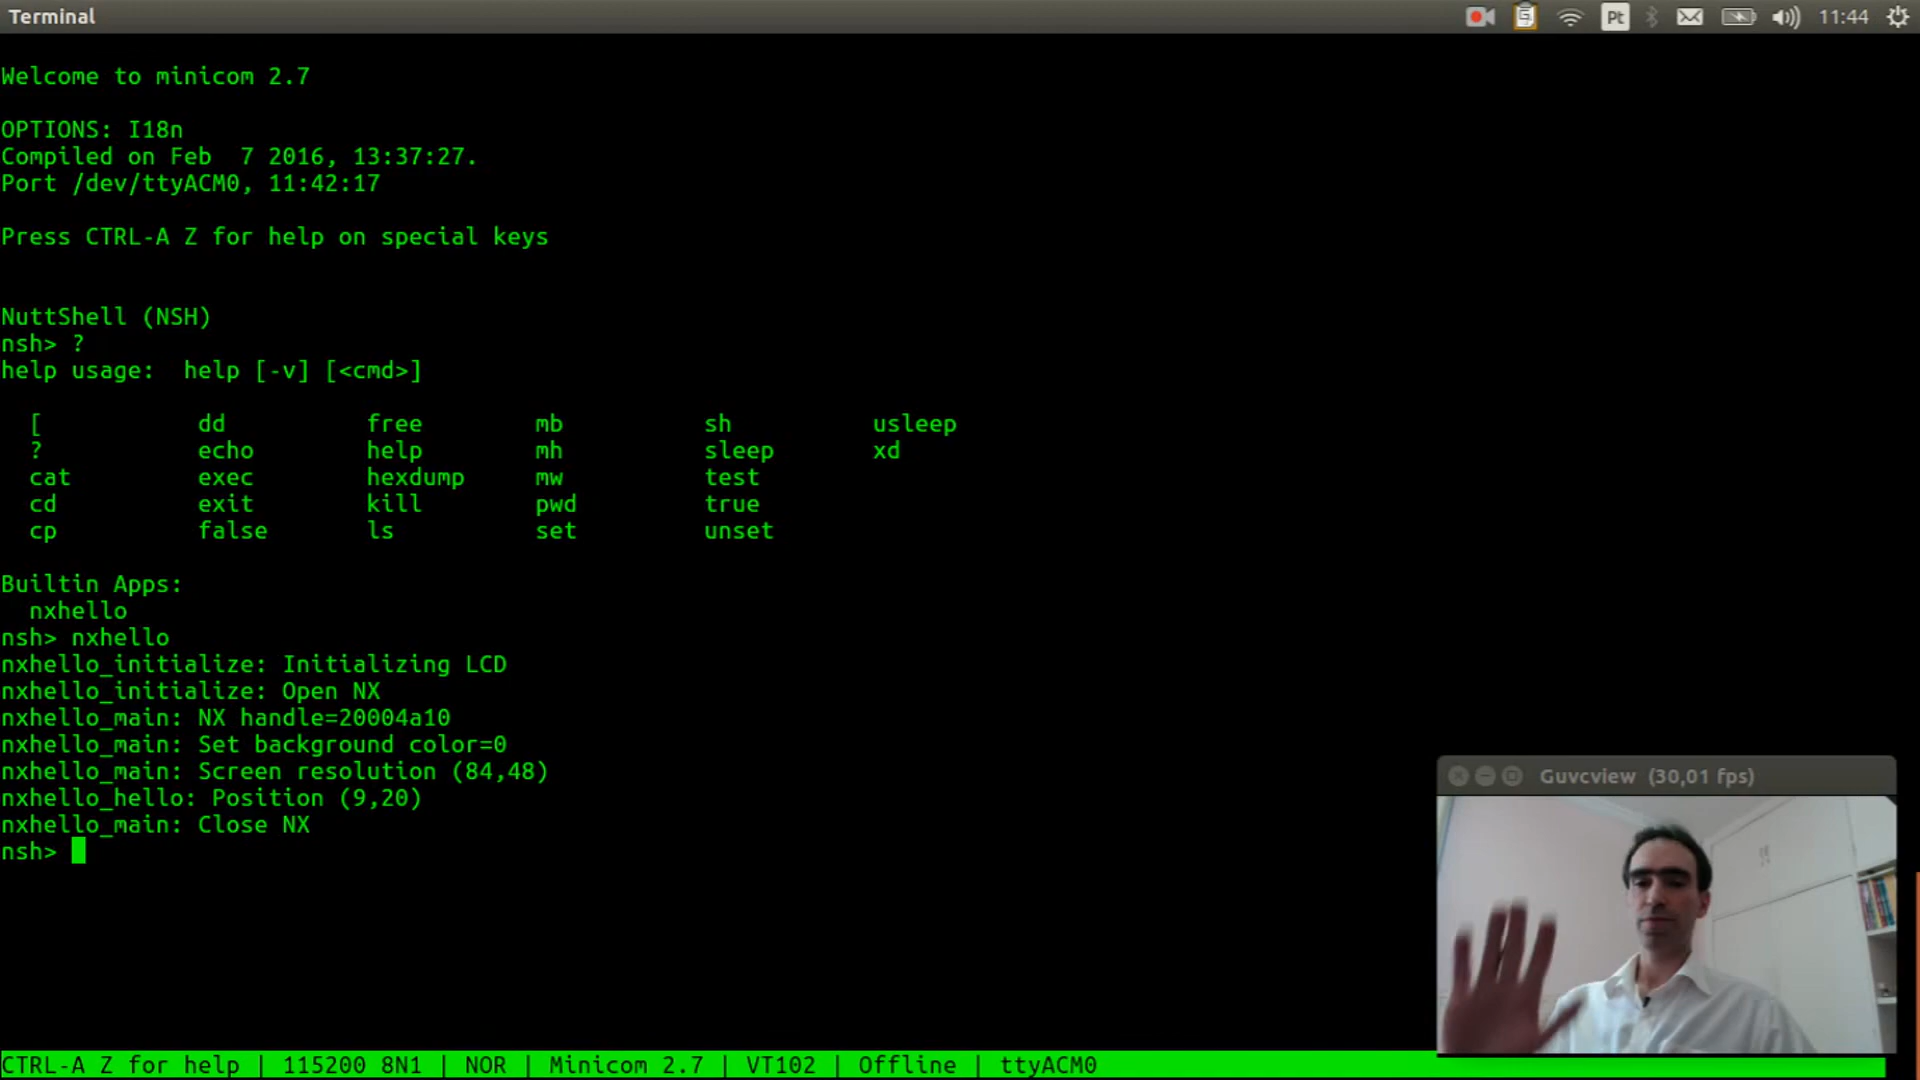 Terminal
Pt
11:44
Welcome to minicom 2.7
OPTIONS: I18n
Compiled on Feb  7 2016, 13:37:27.
Port /dev/ttyACM0, 11:42:17
Press CTRL-A Z for help on special keys
NuttShell (NSH)
nsh> ?
help usage:  help [-v] [<cmd>]
[ dd free mb sh usleep
? echo help mh sleep xd
cat exec hexdump mw test
cd exit kill pwd true
cp false ls set unset
Builtin Apps:
nxhello
nsh> nxhello
nxhello_initialize: Initializing LCD
nxhello_initialize: Open NX
nxhello_main: NX handle=20004a10
nxhello_main: Set background color=0
nxhello_main: Screen resolution (84,48)
nxhello_hello: Position (9,20)
nxhello_main: Close NX
nsh>
Guvcview (30,01 fps)
CTRL-A Z for help | 115200 8N1 | NOR | Minicom 2.7 | VT102 | Offline | ttyACM0